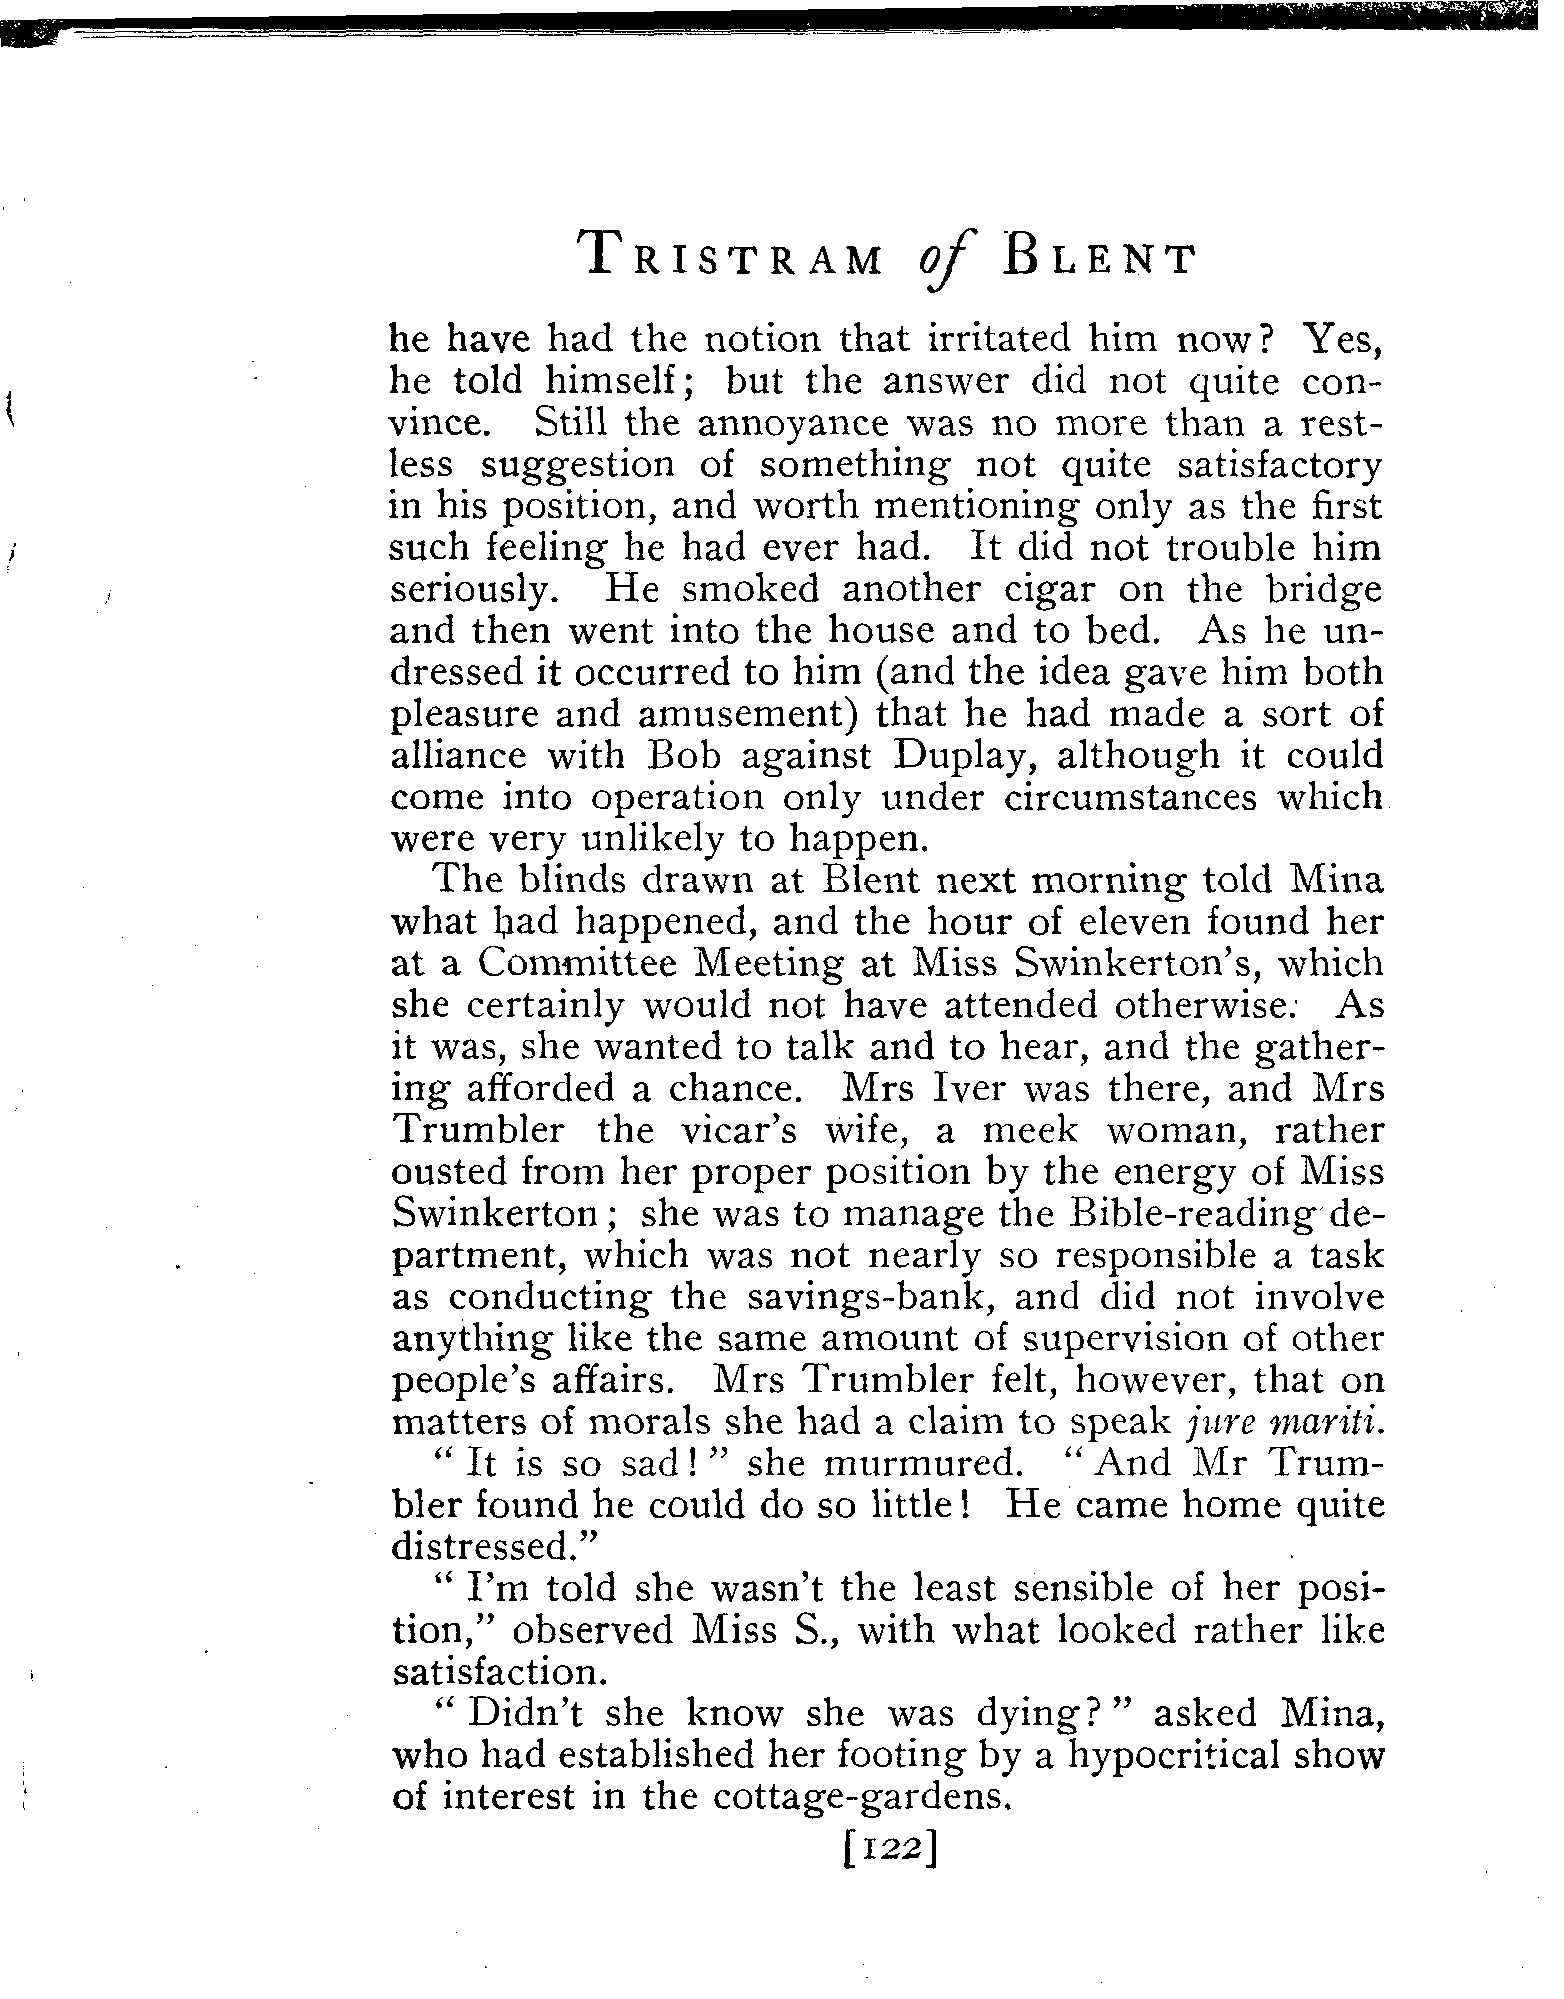 TRISTRAM of BLENT
he have had the notion that irritated him now? Yes,
he told himself; but the answer did not quite con-
vince. Still the annoyance was no more than a rest-
less suggestion of something not quite satisfactory
in his position, and worth mentioning only as the first
such feeling he had ever had. It did not trouble him
seriously. He smoked another cigar on the bridge
and then went into the house and to bed. As he un-
dressed it occurred to him (and the idea gave him both
pleasure and amusement) that he had made a sort of
alliance with Bob against Duplay, although it could
come into operation only under circumstances which
were very unlikely to happen.
The blinds drawn at Blent next morning told Mina
what had happened, and the hour of eleven found her
at a Committee Meeting at Miss Swinkerton's, which
she certainly would not have attended otherwise. As
it was, she wanted to talk and to hear, and the gather-
ing afforded a chance. Mrs Iver was there, and Mrs
Trumbler the vicar's wife, a meek woman, rather
ousted from her proper position by the energy of Miss
Swinkerton; she was to manage the Bible-reading de-
partment, which was not nearly so responsible a task
as conducting the savings-bank, and did not involve
anything like the same amount of supervision of other
people's affairs. Mrs Trumbler felt, however, that on
matters of morals she had a claim to speak jure mariti.
"It is so sad!" she murmured. "And Mr Trum-
bler found he could do so little! He came home quite
distressed."
"I'm told she wasn't the least sensible of her posi-
tion," observed Miss S., with what looked rather like
satisfaction.
"Didn't she know she was dying?" asked Mina,
who had established her footing by a hypocritical show
of interest in the cottage-gardens.
[122]